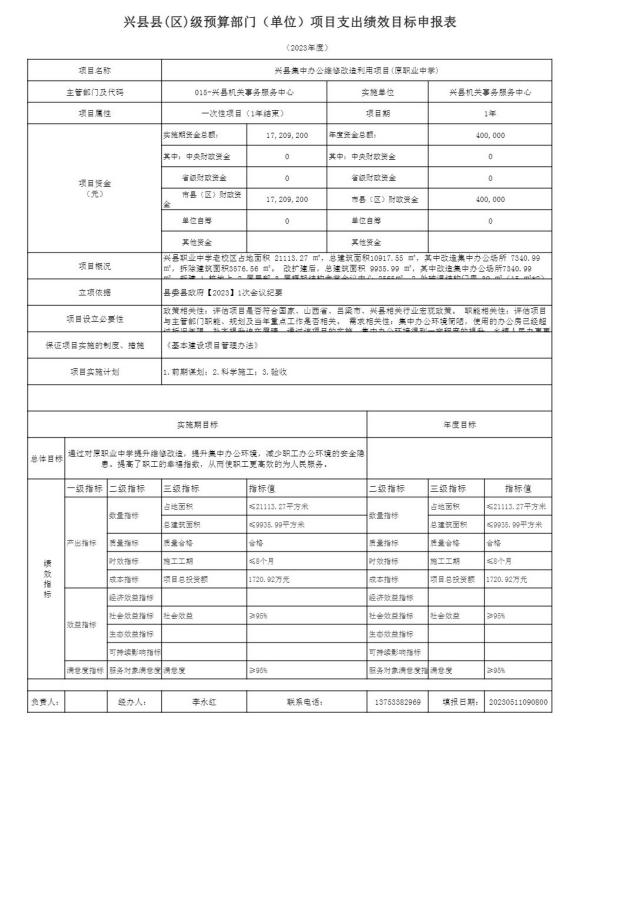 兴县县(区)级预算部门（单位）项目支出绩效目标申报表
（2023年度）
项目名称 兴县集中办公维修改造利用项目(原职业中学)
主管部门及代码 015-兴县机关事务服务中心 实施单位 兴县机关事务服务中心
项目属性 一次性项目（1年结束） 项目期 1年
项目资金（元）
实施期资金总额： 17,209,200 年度资金总额： 400,000
其中：中央财政资金 0 其中：中央财政资金 0
省级财政资金 0 省级财政资金 0
市县（区）财政资金 17,209,200 市县（区）财政资金 400,000
单位自筹 0 单位自筹 0
其他资金 其他资金
项目概况
兴县职业中学老校区占地面积 21113.27 ㎡，总建筑面积10917.55 ㎡，其中改造集中办公场所 7340.99
㎡，拆除建筑面积3576.56 ㎡。 改扩建后，总建筑面积 9935.99 ㎡，其中改造集中办公场所7340.99
立项依据 县委县政府【2023】1次会议纪要
项目设立必要性
政策相关性：评估项目是否符合国家、山西省、吕梁市、兴县相关行业宏观政策。 职能相关性：评估项目
与主管部门职能、规划及当年重点工作是否相关。 需求相关性：集中办公环境简陋，使用的办公房已经超
保证项目实施的制度、措施 《基本建设项目管理办法》
项目实施计划 1.前期谋划；2.科学施工；3.验收
实施期目标 年度目标
总体目标
通过对原职业中学提升维修改造，提升集中办公环境，减少职工办公环境的安全隐
患。提高了职工的幸福指数，从而使职工更高效的为人民服务。
绩效指标
一级指标 二级指标 三级指标 指标值 二级指标 三级指标 指标值
产出指标
数量指标 占地面积 ≤21113.27平方米 数量指标 占地面积 ≤21113.27平方米
总建筑面积 ≤9935.99平方米 总建筑面积 ≤9935.99平方米
质量指标 质量合格 合格 质量指标 质量合格 合格
时效指标 施工工期 ≤8个月 时效指标 施工工期 ≤8个月
成本指标 项目总投资额 1720.92万元 成本指标 项目总投资额 1720.92万元
效益指标
经济效益指标 经济效益指标
社会效益指标 社会效益 ≥95% 社会效益指标 社会效益 ≥95%
生态效益指标 生态效益指标
可持续影响指标 可持续影响指标
满意度指标 服务对象满意度 满意度 ≥95% 服务对象满意度指 满意度 ≥95%
负责人： 经办人： 李永红 联系电话： 13753382969 填报日期： 20230511090800